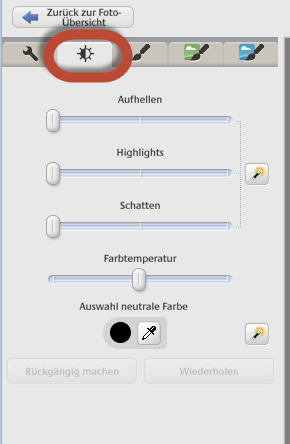 Zurück zur Foto-
Übersicht
Aufhellen
Highlights
Schatten
Farbtemperatur
Auswahl neutrale Farbe
Rückgängig machen
Wiederholen